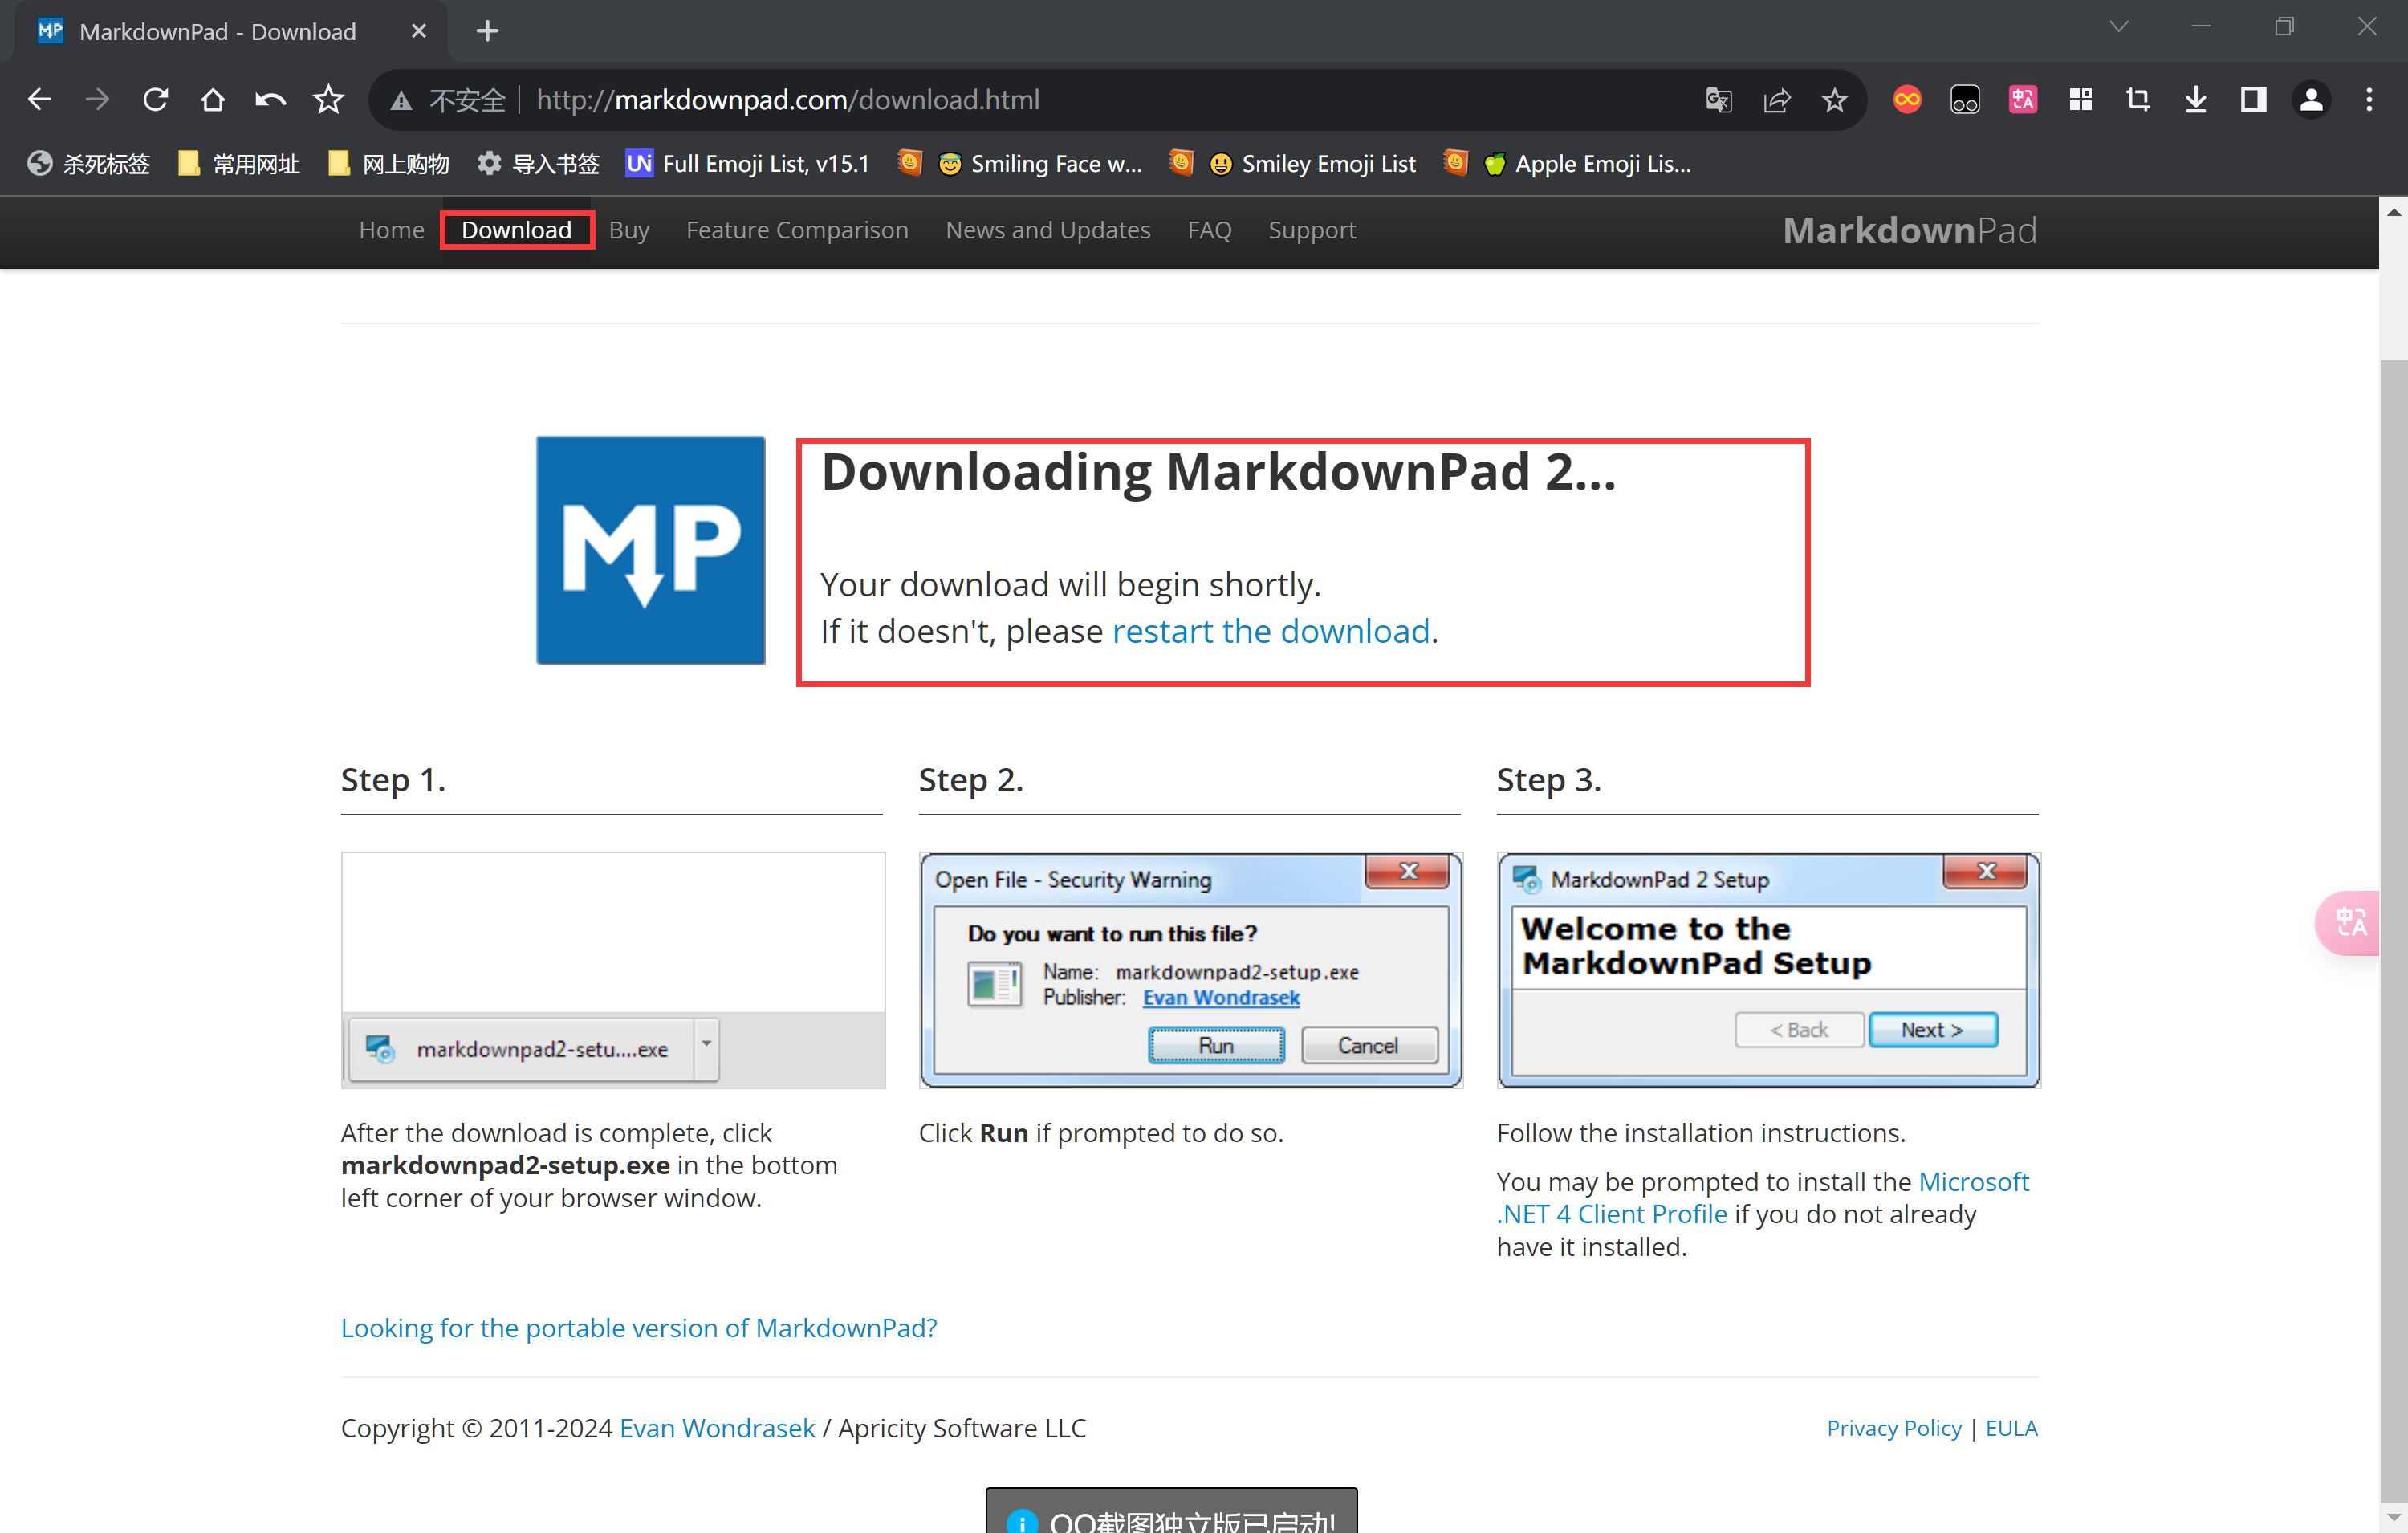 MarkdownPad - Download
不安全 http://markdownpad.com/download.html
杀死标签 常用网址 网上购物 导入书签 UN Full Emoji List, v15.1 Smiling Face w... Smiley Emoji List Apple Emoji Lis...
Home Download Buy Feature Comparison News and Updates FAQ Support MarkdownPad
MP
Downloading MarkdownPad 2...
Your download will begin shortly.
If it doesn't, please restart the download.
Step 1.
markdownpad2-setu....exe
After the download is complete, click
markdownpad2-setup.exe in the bottom
left corner of your browser window.
Step 2.
Open File - Security Warning
Do you want to run this file?
Name: markdownpad2-setup.exe
Publisher: Evan Wondrasek
Run Cancel
Click Run if prompted to do so.
Step 3.
MarkdownPad 2 Setup
Welcome to the
MarkdownPad Setup
< Back Next >
Follow the installation instructions.
You may be prompted to install the Microsoft
.NET 4 Client Profile if you do not already
have it installed.
Looking for the portable version of MarkdownPad?
Copyright © 2011-2024 Evan Wondrasek / Apricity Software LLC
Privacy Policy | EULA
QQ截图独立版已启动!